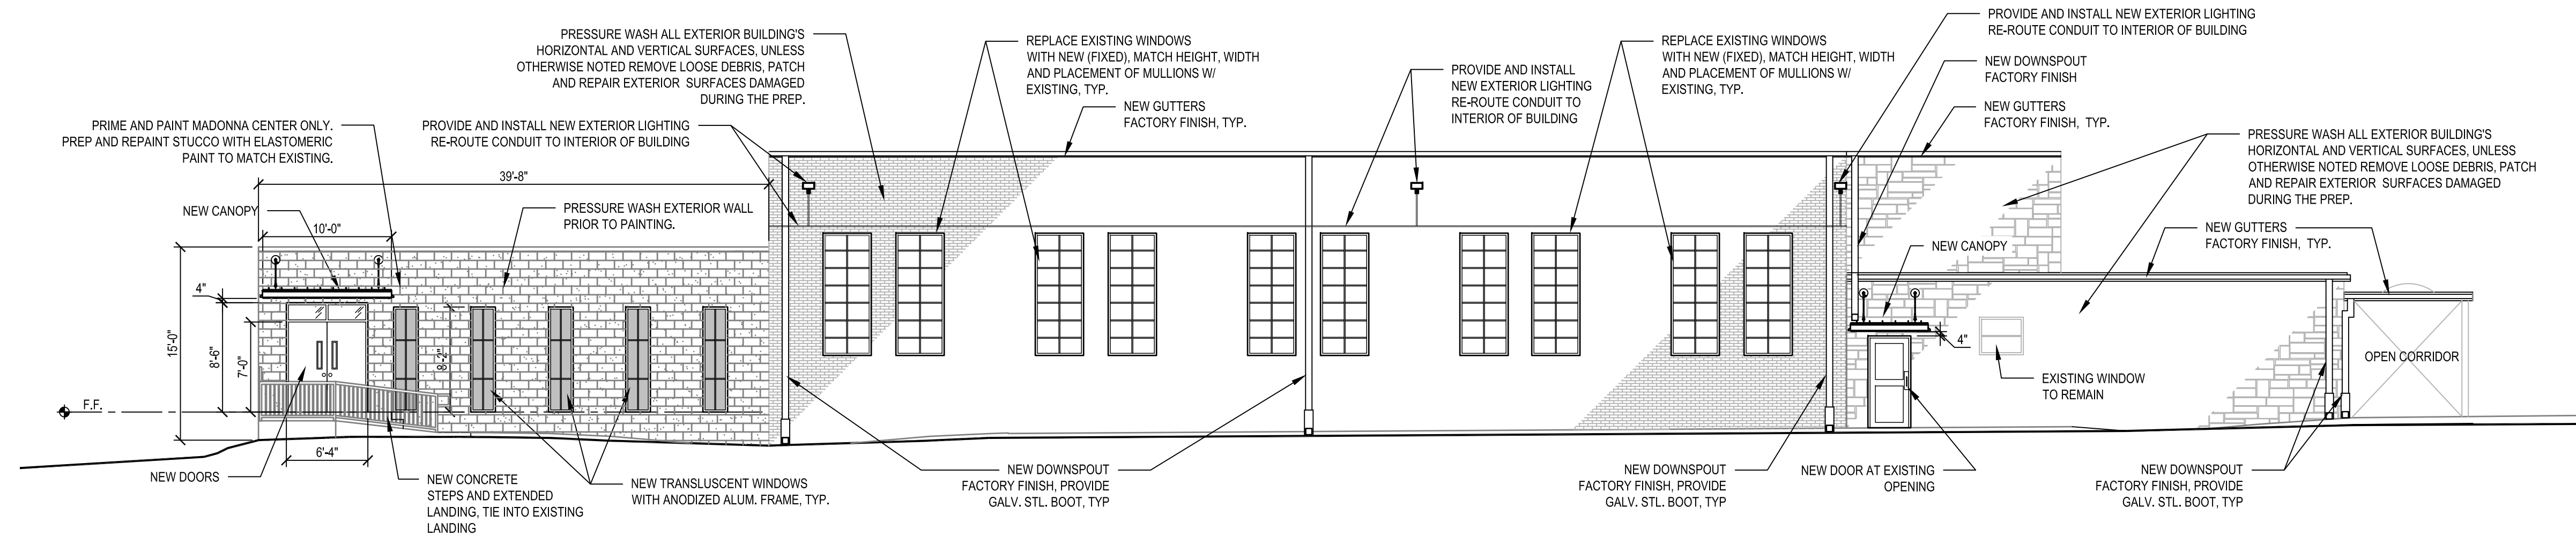 PROVIDE AND INSTALL NEW EXTERIOR LIGHTING
RE-ROUTE CONDUIT TO INTERIOR OF BUILDING
PRESSURE WASH ALL EXTERIOR BUILDING'S
HORIZONTAL AND VERTICAL SURFACES, UNLESS
OTHERWISE NOTED REMOVE LOOSE DEBRIS, PATCH
AND REPAIR EXTERIOR SURFACES DAMAGED
DURING THE PREP.
REPLACE EXISTING WINDOWS
WITH NEW (FIXED), MATCH HEIGHT, WIDTH
AND PLACEMENT OF MULLIONS W/
EXISTING, TYP.
PROVIDE AND INSTALL
NEW EXTERIOR LIGHTING
RE-ROUTE CONDUIT TO
INTERIOR OF BUILDING
REPLACE EXISTING WINDOWS
WITH NEW (FIXED), MATCH HEIGHT, WIDTH
AND PLACEMENT OF MULLIONS W/
EXISTING, TYP.
NEW DOWNSPOUT
FACTORY FINISH
NEW GUTTERS
FACTORY FINISH, TYP.
NEW GUTTERS
FACTORY FINISH, TYP.
PRIME AND PAINT MADONNA CENTER ONLY.
PREP AND REPAINT STUCCO WITH ELASTOMERIC
PAINT TO MATCH EXISTING.
PROVIDE AND INSTALL NEW EXTERIOR LIGHTING
RE-ROUTE CONDUIT TO INTERIOR OF BUILDING
PRESSURE WASH ALL EXTERIOR BUILDING'S
HORIZONTAL AND VERTICAL SURFACES, UNLESS
OTHERWISE NOTED REMOVE LOOSE DEBRIS, PATCH
AND REPAIR EXTERIOR SURFACES DAMAGED
DURING THE PREP.
39'-8"
NEW CANOPY
PRESSURE WASH EXTERIOR WALL
PRIOR TO PAINTING.
10'-0"
NEW GUTTERS
FACTORY FINISH, TYP.
NEW CANOPY
4"
15'-0"
8'-6"
7'-0"
8'-2"
4"
OPEN CORRIDOR
EXISTING WINDOW
TO REMAIN
F.F.
6'-4"
NEW DOORS
NEW CONCRETE
STEPS AND EXTENDED
LANDING, TIE INTO EXISTING
LANDING
NEW TRANSLUSCENT WINDOWS
WITH ANODIZED ALUM. FRAME, TYP.
NEW DOWNSPOUT
FACTORY FINISH, PROVIDE
GALV. STL. BOOT, TYP
NEW DOWNSPOUT
FACTORY FINISH, PROVIDE
GALV. STL. BOOT, TYP
NEW DOOR AT EXISTING
OPENING
NEW DOWNSPOUT
FACTORY FINISH, PROVIDE
GALV. STL. BOOT, TYP